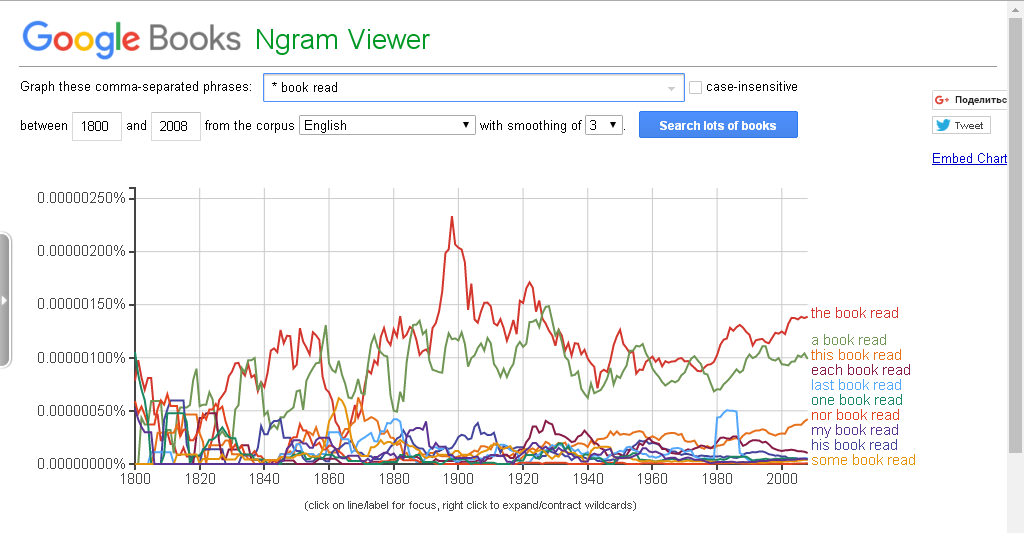 Google Books Ngram Viewer
Graph these comma-separated phrases: * book read case-insensitive
between 1800 and 2008 from the corpus English with smoothing of 3 . Search lots of books
G+ Поделитьс
Tweet
Embed Chart
0.00000250%
0.00000200%
0.00000150%
0.00000100%
0.00000050%
0.00000000%
1800 1820 1840 1860 1880 1900 1920 1940 1960 1980 2000
the book read
a book read
this book read
each book read
last book read
one book read
nor book read
my book read
his book read
some book read
(click on line/label for focus, right click to expand/contract wildcards)